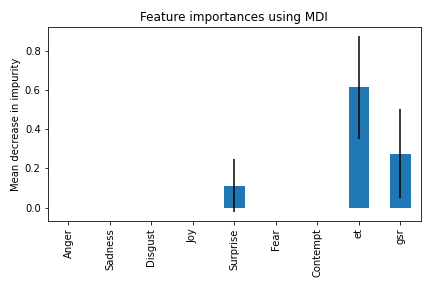 Feature importances using MDI
Mean decrease in impurity
0.8
0.6
0.4
0.2
0.0
Anger
Sadness
Disgust
Joy
Surprise
Fear
Contempt
et
gsr